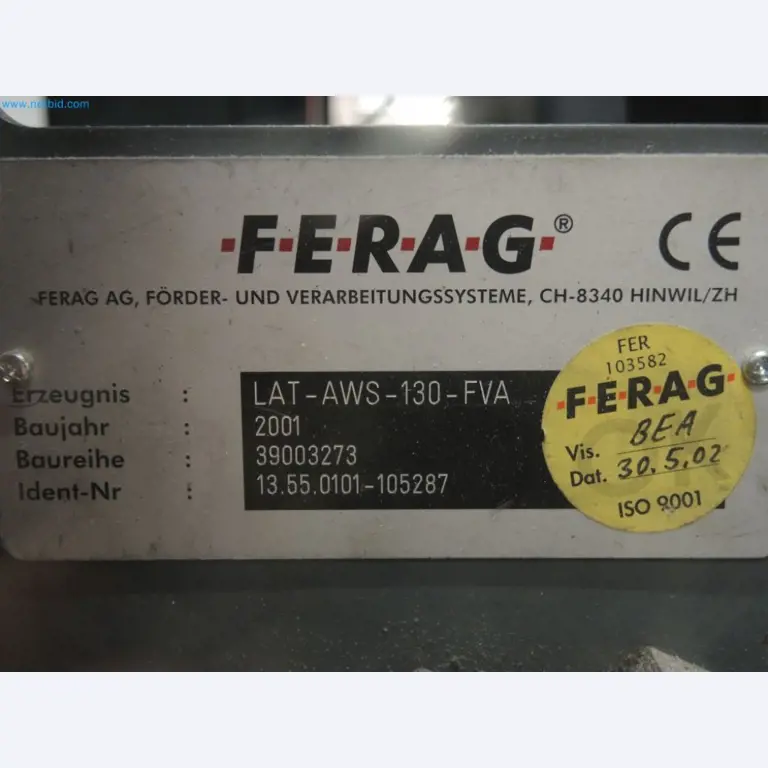 www.netbid.com
·F·E·R·A·G·®
CE
FERAG AG, FÖRDER- UND VERARBEITUNGSSYSTEME, CH-8340 HINWIL/ZH
Erzeugnis : LAT-AWS-130-FVA
Baujahr : 2001
Baureihe : 39003273
Ident-Nr : 13.55.0101-105287
FER
103582
·F·E·R·A·G·
Vis. BEA
Dat. 30.5.02
OK
ISO 9001